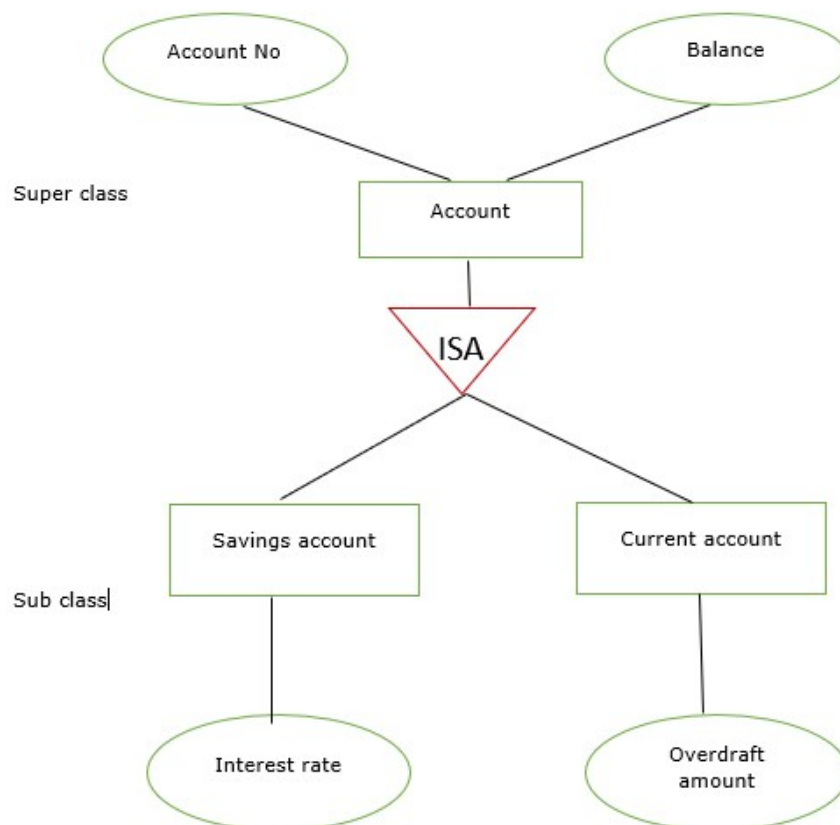 Account No
Balance
Super class
Account
ISA
Savings account
Current account
Sub class
Interest rate
Overdraft
amount